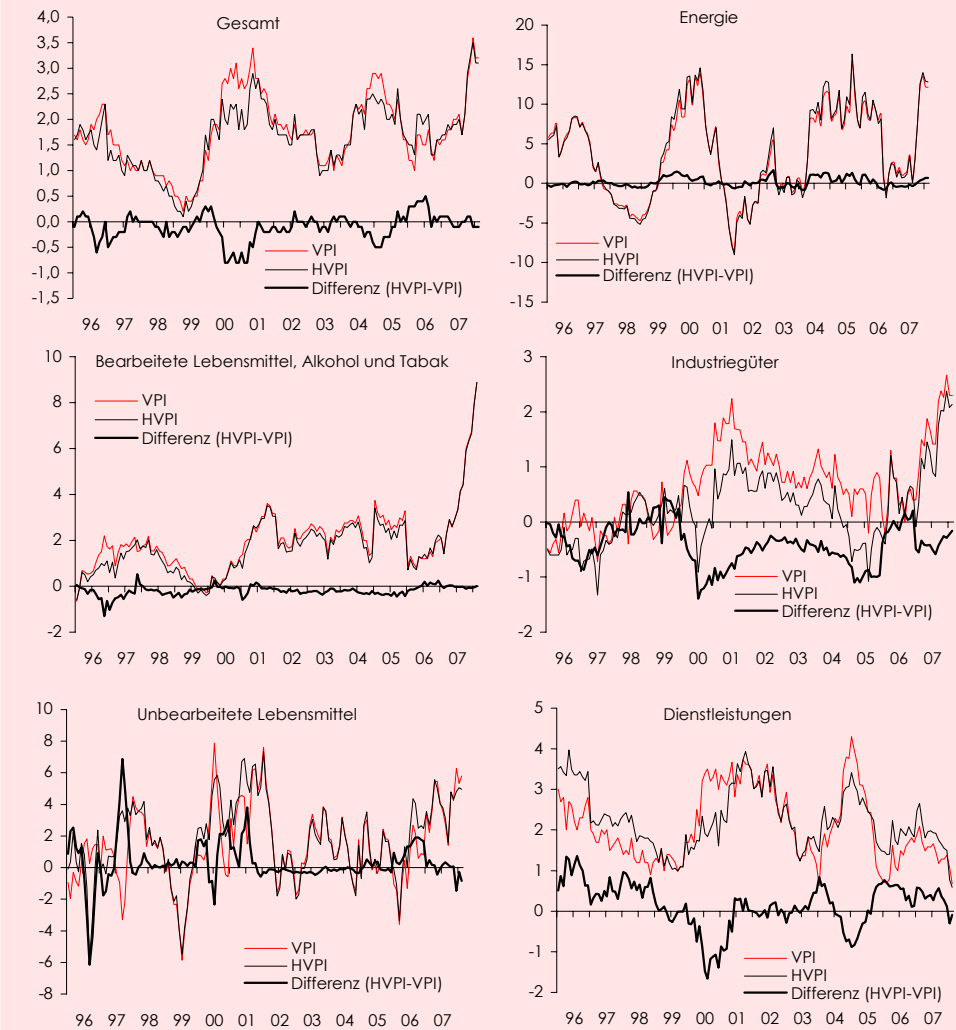 Gesamt
4,0
3,5
3,0
2,5
2,0
1,5
1,0
0,5
0,0
-0,5
-1,0
-1,5
VPI
HVPI
Differenz (HVPI-VPI)
96 97 98 99 00 01 02 03 04 05 06 07
Energie
20
15
10
5
0
-5
-10
-15
VPI
HVPI
Differenz (HVPI-VPI)
96 97 98 99 00 01 02 03 04 05 06 07
Bearbeitete Lebensmittel, Alkohol und Tabak
10
8
6
4
2
0
-2
VPI
HVPI
Differenz (HVPI-VPI)
96 97 98 99 00 01 02 03 04 05 06 07
Industriegüter
3
2
1
0
-1
-2
VPI
HVPI
Differenz (HVPI-VPI)
96 97 98 99 00 01 02 03 04 05 06 07
Unbearbeitete Lebensmittel
10
8
6
4
2
0
-2
-4
-6
-8
VPI
HVPI
Differenz (HVPI-VPI)
96 97 98 99 00 01 02 03 04 05 06 07
Dienstleistungen
5
4
3
2
1
0
-1
-2
VPI
HVPI
Differenz (HVPI-VPI)
96 97 98 99 00 01 02 03 04 05 06 07